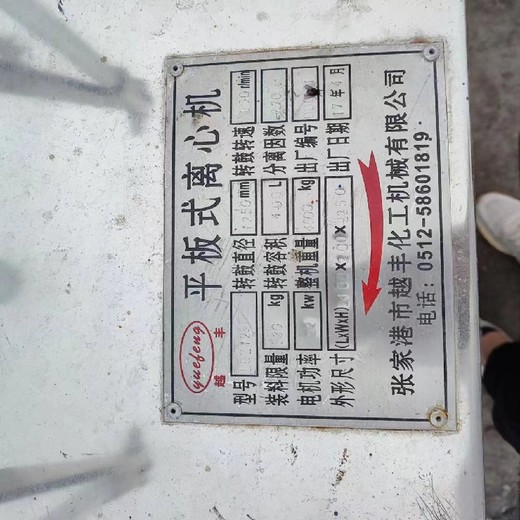 yuefeng
越丰
平板式离心机
型号 转鼓直径 1250 mm 转鼓转速 r/min
装料限量 kg 转鼓容积 L 分离因数
电机功率 kw 整机重量 kg 出厂编号
外形尺寸 (LxWxH) X X 出厂日期 17年4月
张家港市越丰化工机械有限公司
电话: 0512-58601819